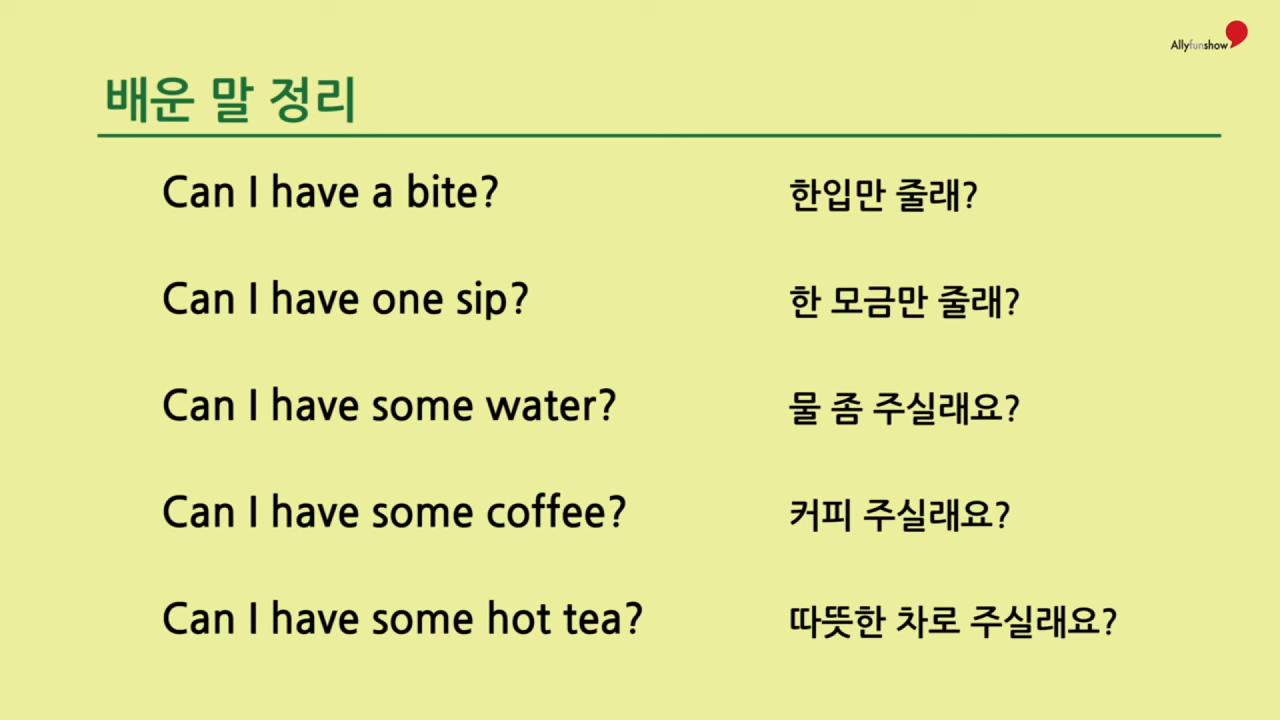 Allyfunshow
배운 말 정리
Can I have a bite? 한입만 줄래?
Can I have one sip? 한 모금만 줄래?
Can I have some water? 물 좀 주실래요?
Can I have some coffee? 커피 주실래요?
Can I have some hot tea? 따뜻한 차로 주실래요?